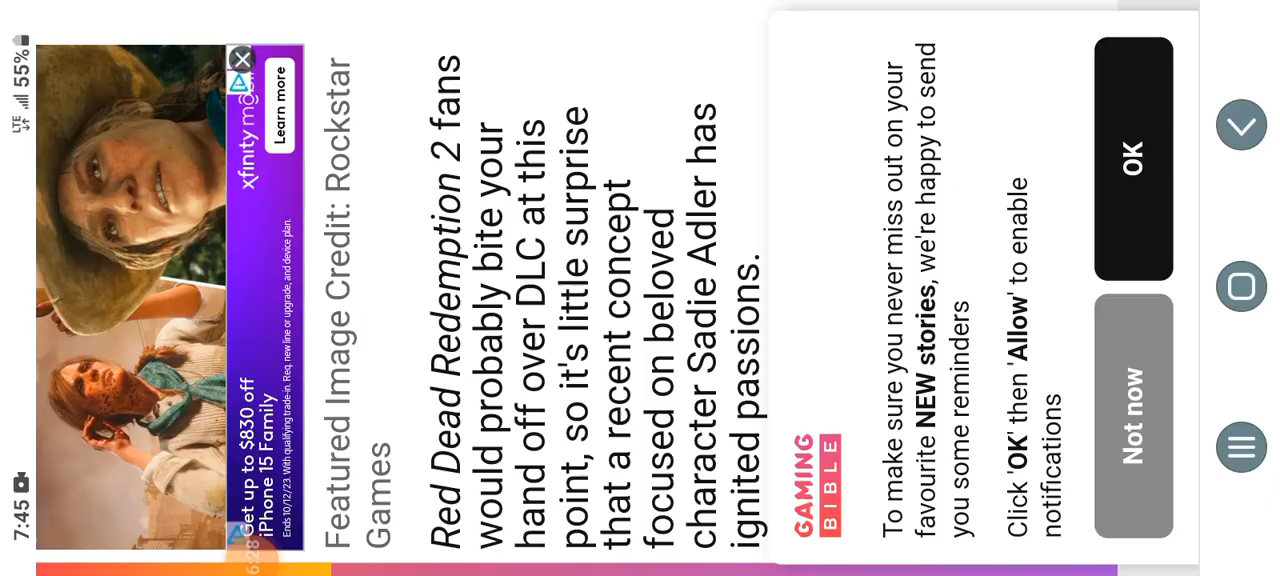 7:45
LTE 55%
Get up to $830 off
iPhone 15 Family
Ends 10/12/23. With qualifying trade-in. Req. new line or upgrade, and device plan.
xfinity mobile
Learn more
6:28
Featured Image Credit: Rockstar
Games
Red Dead Redemption 2 fans
would probably bite your
hand off over DLC at this
point, so it's little surprise
that a recent concept
focused on beloved
character Sadie Adler has
ignited passions.
GAMING
BIBLE
To make sure you never miss out on your
favourite NEW stories, we're happy to send
you some reminders
Click 'OK' then 'Allow' to enable
notifications
Not now
OK